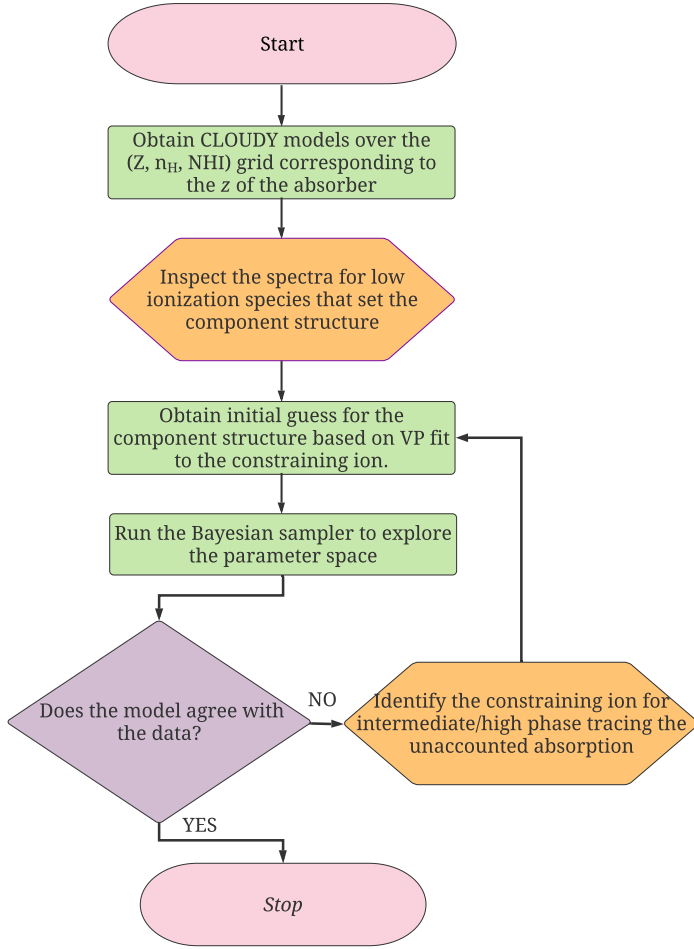 Start
Obtain CLOUDY models over the
(Z, n_H, NHI) grid corresponding to
the z of the absorber
Inspect the spectra for low
ionization species that set the
component structure
Obtain initial guess for the
component structure based on VP fit
to the constraining ion.
Run the Bayesian sampler to explore
the parameter space
Does the model agree with
the data?
NO
Identify the constraining ion for
intermediate/high phase tracing the
unaccounted absorption
YES
Stop